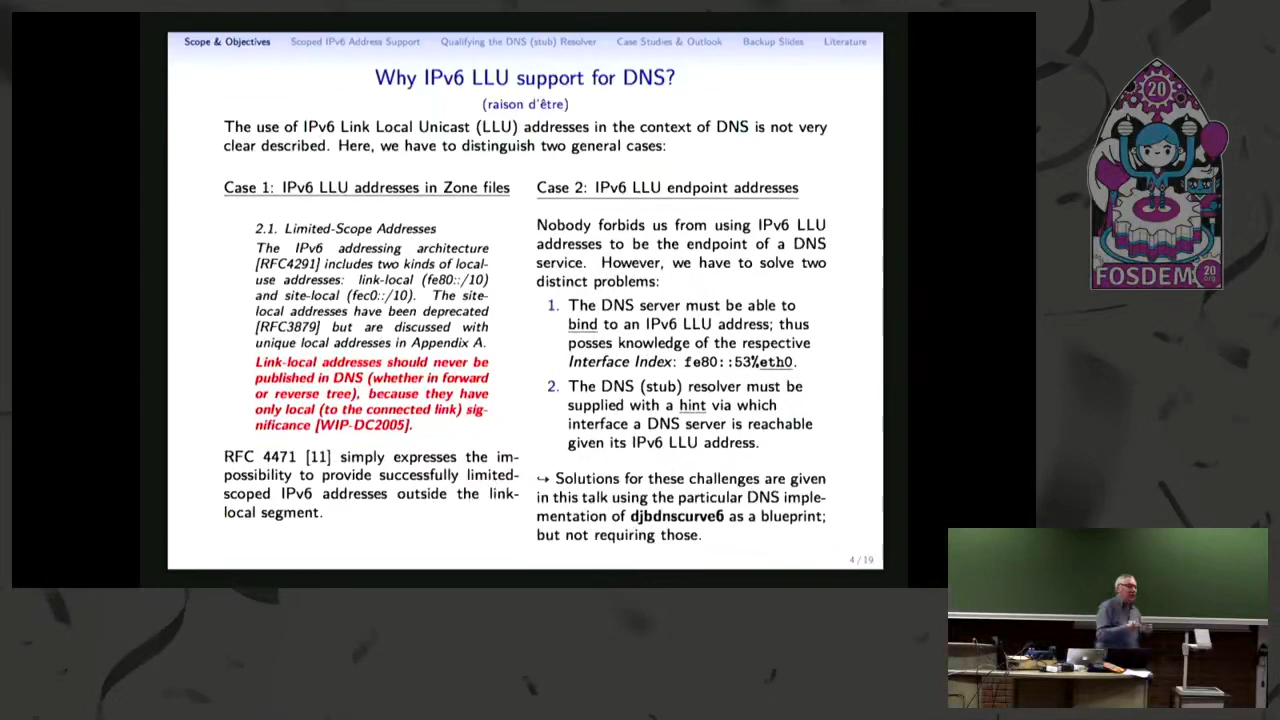 Scope & Objectives Scoped IPv6 Address Support Qualifying the DNS (stub) Resolver Case Studies & Outlook Backup Slides Literature
Why IPv6 LLU support for DNS?
(raison d'être)
The use of IPv6 Link Local Unicast (LLU) addresses in the context of DNS is not very
clear described. Here, we have to distinguish two general cases:
Case 1: IPv6 LLU addresses in Zone files
2.1. Limited-Scope Addresses
The IPv6 addressing architecture
[RFC4291] includes two kinds of local-
use addresses: link-local (fe80::/10)
and site-local (fec0::/10). The site-
local addresses have been deprecated
[RFC3879] but are discussed with
unique local addresses in Appendix A.
Link-local addresses should never be
published in DNS (whether in forward
or reverse tree), because they have
only local (to the connected link) sig-
nificance [WIP-DC2005].
RFC 4471 [11] simply expresses the im-
possibility to provide successfully limited-
scoped IPv6 addresses outside the link-
local segment.
Case 2: IPv6 LLU endpoint addresses
Nobody forbids us from using IPv6 LLU
addresses to be the endpoint of a DNS
service. However, we have to solve two
distinct problems:
1. The DNS server must be able to
bind to an IPv6 LLU address; thus
posses knowledge of the respective
Interface Index: fe80::53%eth0.
2. The DNS (stub) resolver must be
supplied with a hint via which
interface a DNS server is reachable
given its IPv6 LLU address.
↪ Solutions for these challenges are given
in this talk using the particular DNS imple-
mentation of djbdnscurve6 as a blueprint;
but not requiring those.
4 / 19
20
FOSDEM
20
.org